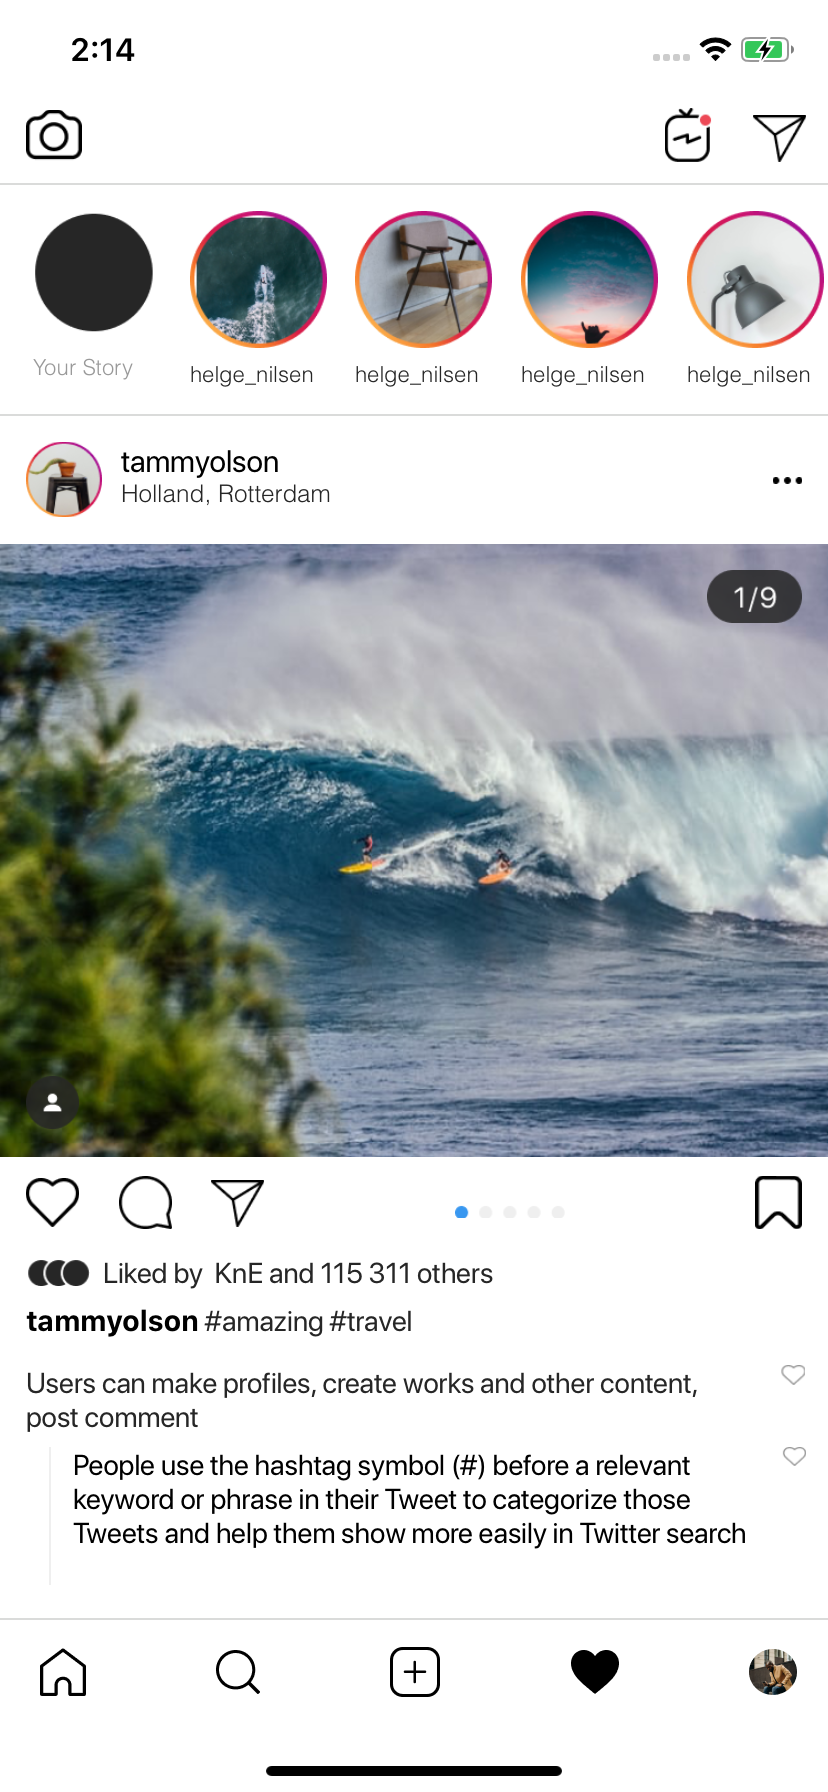 2:14
Your Story
helge_nilsen
helge_nilsen
helge_nilsen
helge_nilsen
tammyolson
Holland, Rotterdam
1/9
Liked by KnE and 115 311 others
tammyolson #amazing #travel
Users can make profiles, create works and other content,
post comment
People use the hashtag symbol (#) before a relevant
keyword or phrase in their Tweet to categorize those
Tweets and help them show more easily in Twitter search